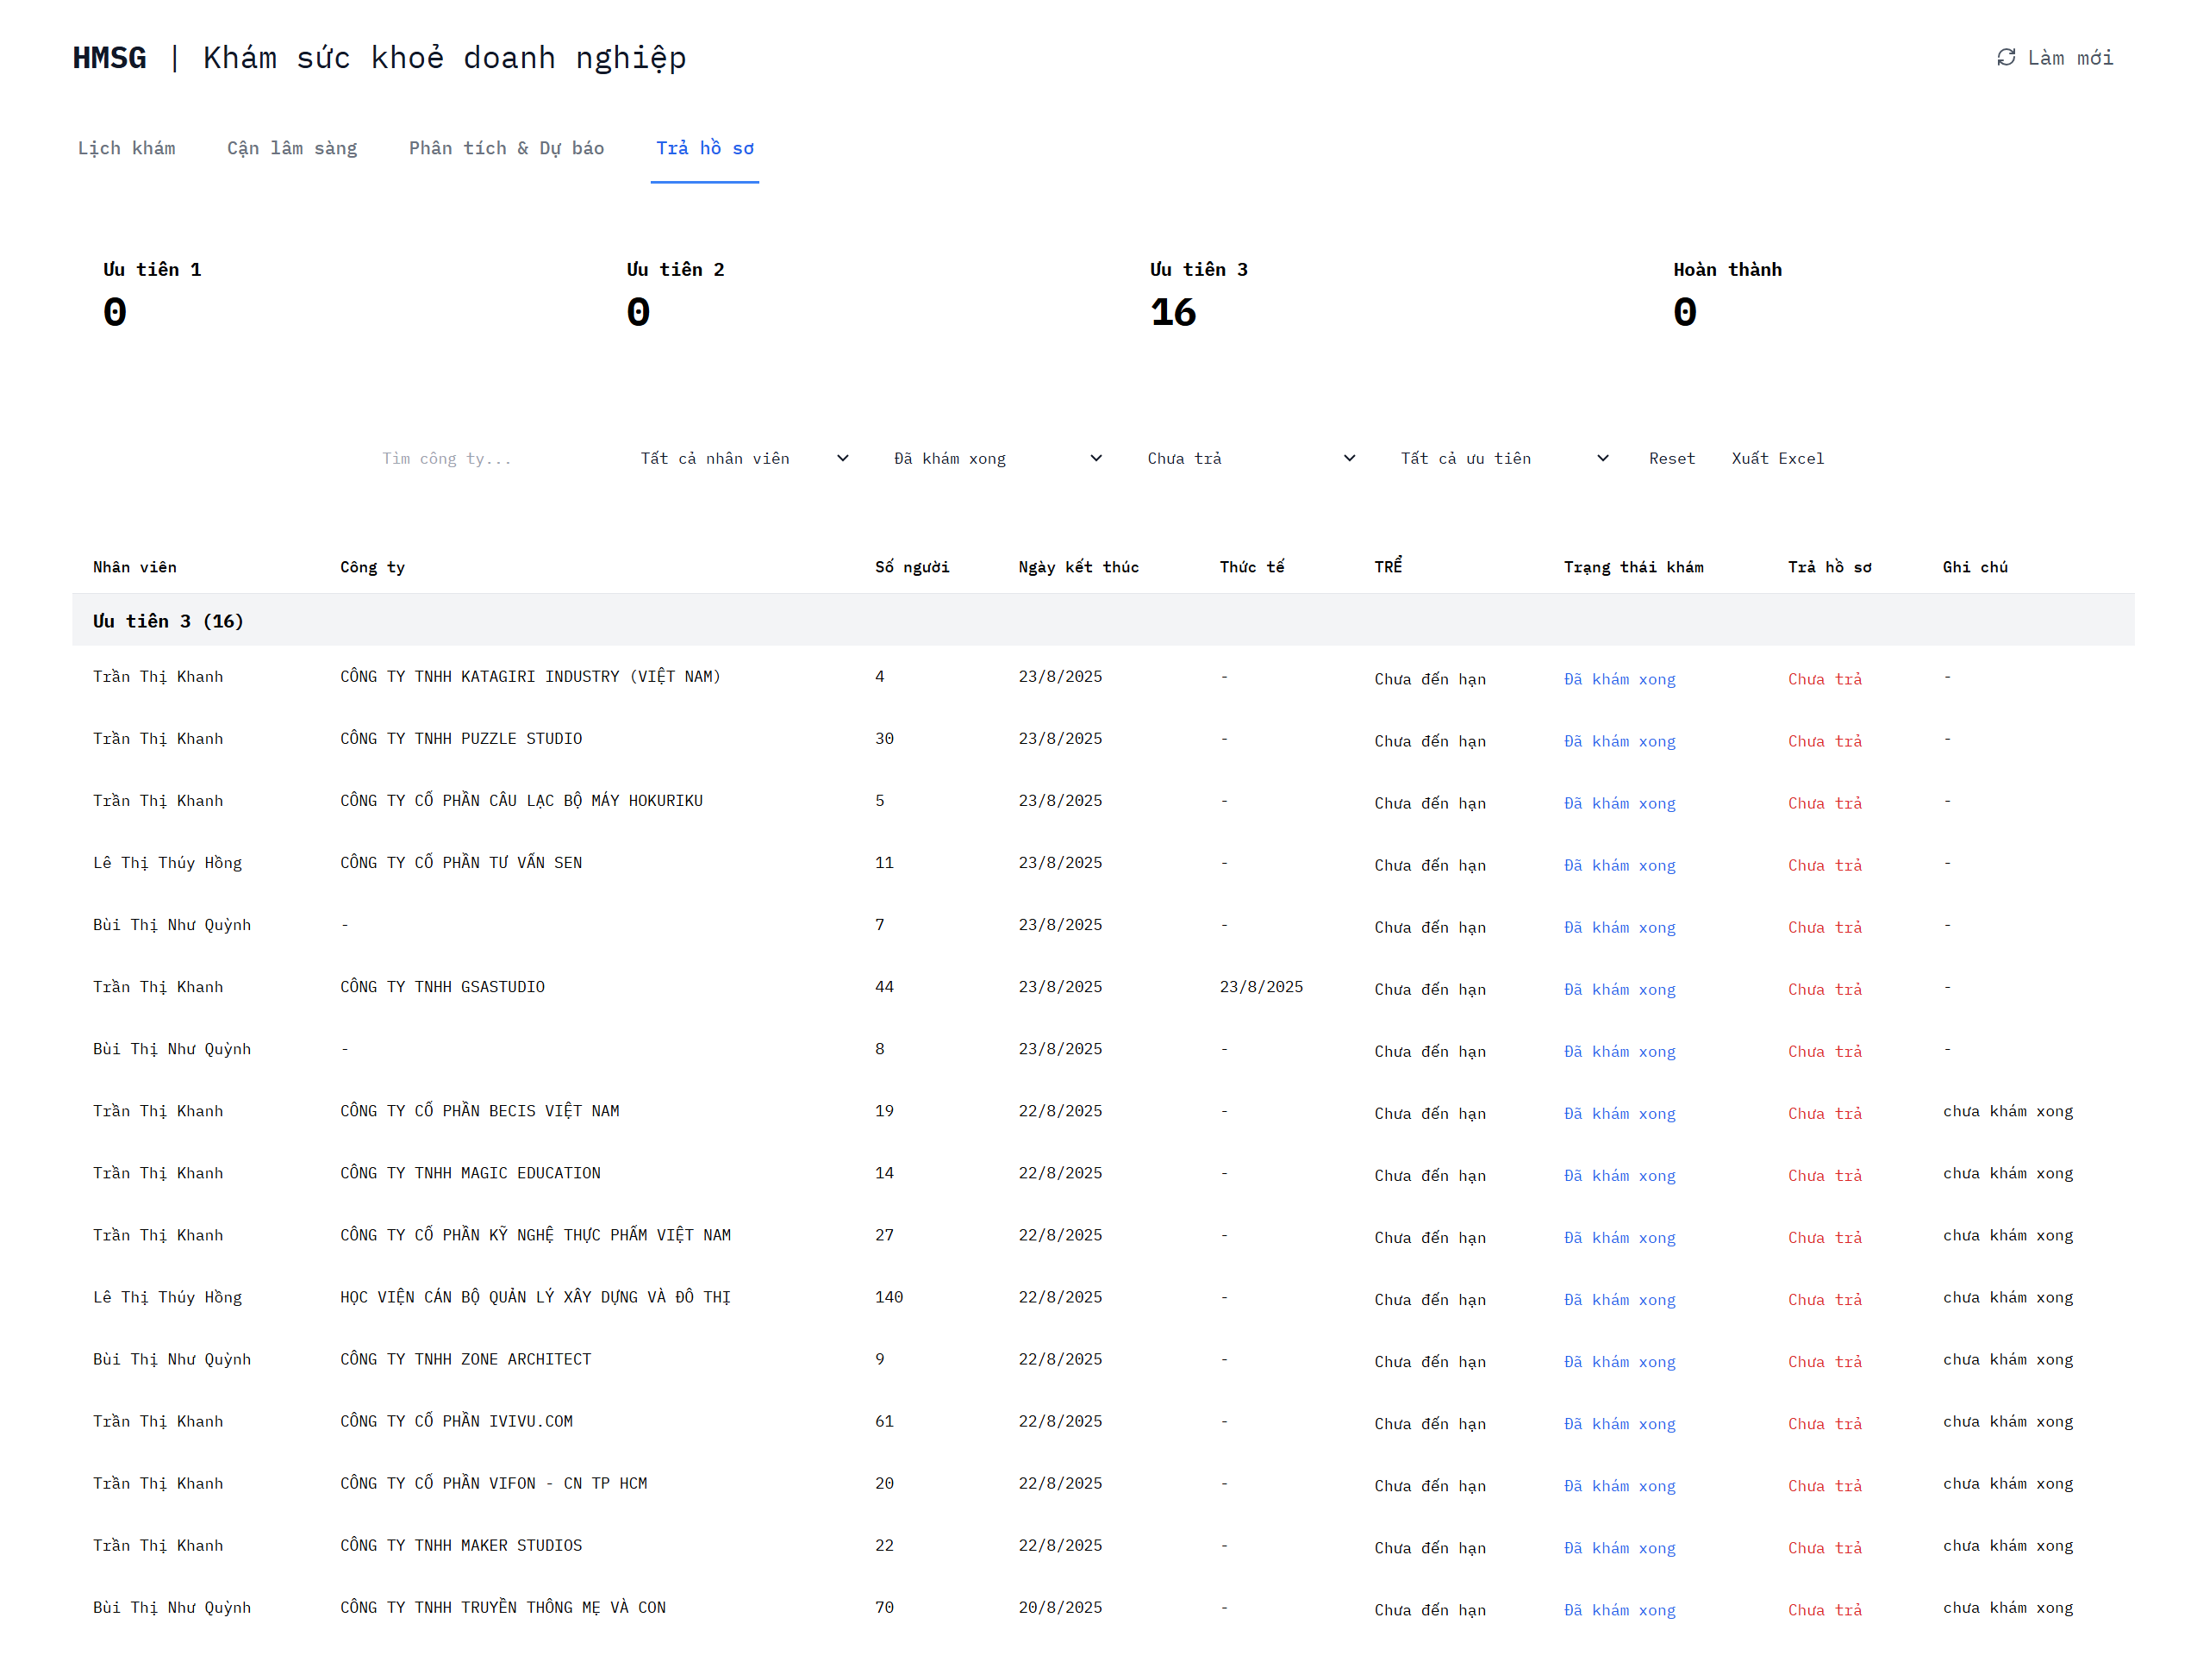 HMSG | Khám sức khoẻ doanh nghiệp
Làm mới
Lịch khám Cận lâm sàng Phân tích & Dự báo Trả hồ sơ
Ưu tiên 1 Ưu tiên 2 Ưu tiên 3 Hoàn thành
0 0 16 0
Tìm công ty... Tất cả nhân viên Đã khám xong Chưa trả Tất cả ưu tiên Reset Xuất Excel
Nhân viên Công ty Số người Ngày kết thúc Thức tế TRỄ Trạng thái khám Trả hồ sơ Ghi chú
Ưu tiên 3 (16)
Trần Thị Khanh CÔNG TY TNHH KATAGIRI INDUSTRY (VIỆT NAM) 4 23/8/2025 - Chưa đến hạn Đã khám xong Chưa trả -
Trần Thị Khanh CÔNG TY TNHH PUZZLE STUDIO 30 23/8/2025 - Chưa đến hạn Đã khám xong Chưa trả -
Trần Thị Khanh CÔNG TY CỔ PHẦN CÂU LẠC BỘ MÁY HOKURIKU 5 23/8/2025 - Chưa đến hạn Đã khám xong Chưa trả -
Lê Thị Thúy Hồng CÔNG TY CỔ PHẦN TƯ VẤN SEN 11 23/8/2025 - Chưa đến hạn Đã khám xong Chưa trả -
Bùi Thị Như Quỳnh - 7 23/8/2025 - Chưa đến hạn Đã khám xong Chưa trả -
Trần Thị Khanh CÔNG TY TNHH GSASTUDIO 44 23/8/2025 23/8/2025 Chưa đến hạn Đã khám xong Chưa trả -
Bùi Thị Như Quỳnh - 8 23/8/2025 - Chưa đến hạn Đã khám xong Chưa trả -
Trần Thị Khanh CÔNG TY CỔ PHẦN BECIS VIỆT NAM 19 22/8/2025 - Chưa đến hạn Đã khám xong Chưa trả chưa khám xong
Trần Thị Khanh CÔNG TY TNHH MAGIC EDUCATION 14 22/8/2025 - Chưa đến hạn Đã khám xong Chưa trả chưa khám xong
Trần Thị Khanh CÔNG TY CỔ PHẦN KỸ NGHỆ THỰC PHẨM VIỆT NAM 27 22/8/2025 - Chưa đến hạn Đã khám xong Chưa trả chưa khám xong
Lê Thị Thúy Hồng HỌC VIỆN CÁN BỘ QUẢN LÝ XÂY DỰNG VÀ ĐÔ THỊ 140 22/8/2025 - Chưa đến hạn Đã khám xong Chưa trả chưa khám xong
Bùi Thị Như Quỳnh CÔNG TY TNHH ZONE ARCHITECT 9 22/8/2025 - Chưa đến hạn Đã khám xong Chưa trả chưa khám xong
Trần Thị Khanh CÔNG TY CỔ PHẦN IVIVU.COM 61 22/8/2025 - Chưa đến hạn Đã khám xong Chưa trả chưa khám xong
Trần Thị Khanh CÔNG TY CỔ PHẦN VIFON - CN TP HCM 20 22/8/2025 - Chưa đến hạn Đã khám xong Chưa trả chưa khám xong
Trần Thị Khanh CÔNG TY TNHH MAKER STUDIOS 22 22/8/2025 - Chưa đến hạn Đã khám xong Chưa trả chưa khám xong
Bùi Thị Như Quỳnh CÔNG TY TNHH TRUYỀN THÔNG MẸ VÀ CON 70 20/8/2025 - Chưa đến hạn Đã khám xong Chưa trả chưa khám xong